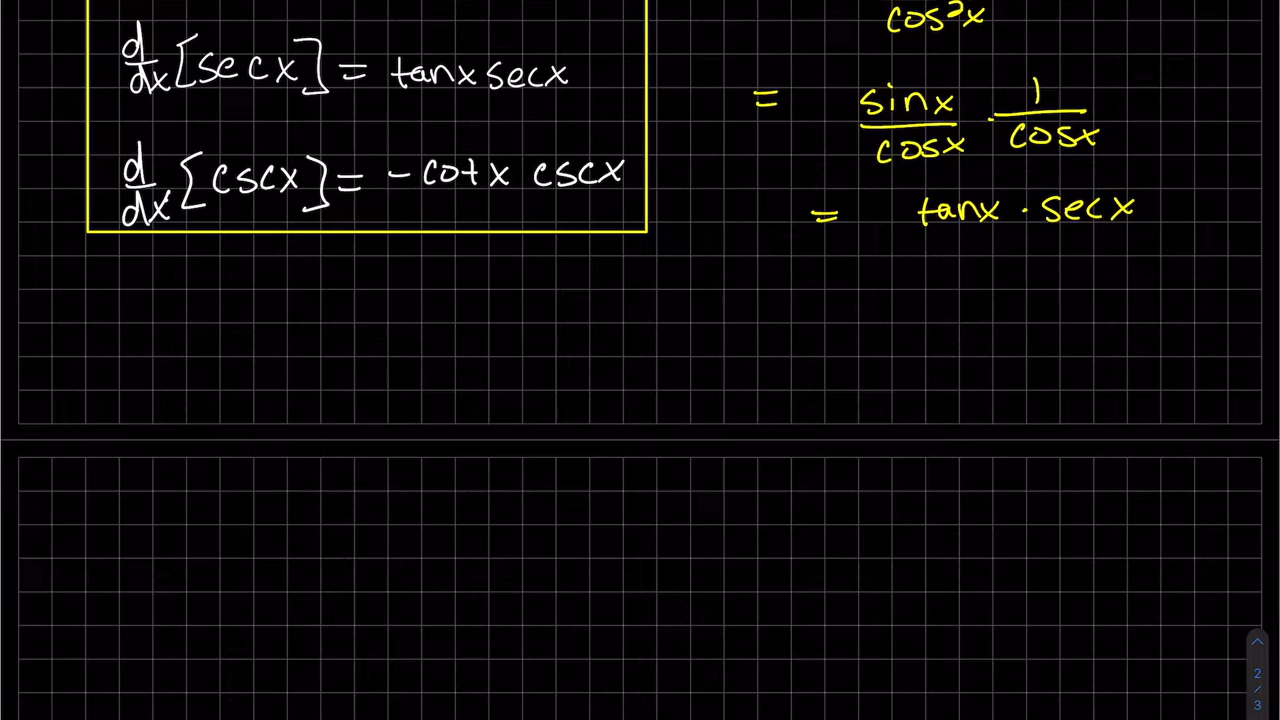 d/dx [secx] = tanx secx
d/dx [cscx] = -cotx cscx
cos²x
= sinx/cosx · 1/cosx
= tanx · secx
2
/
3